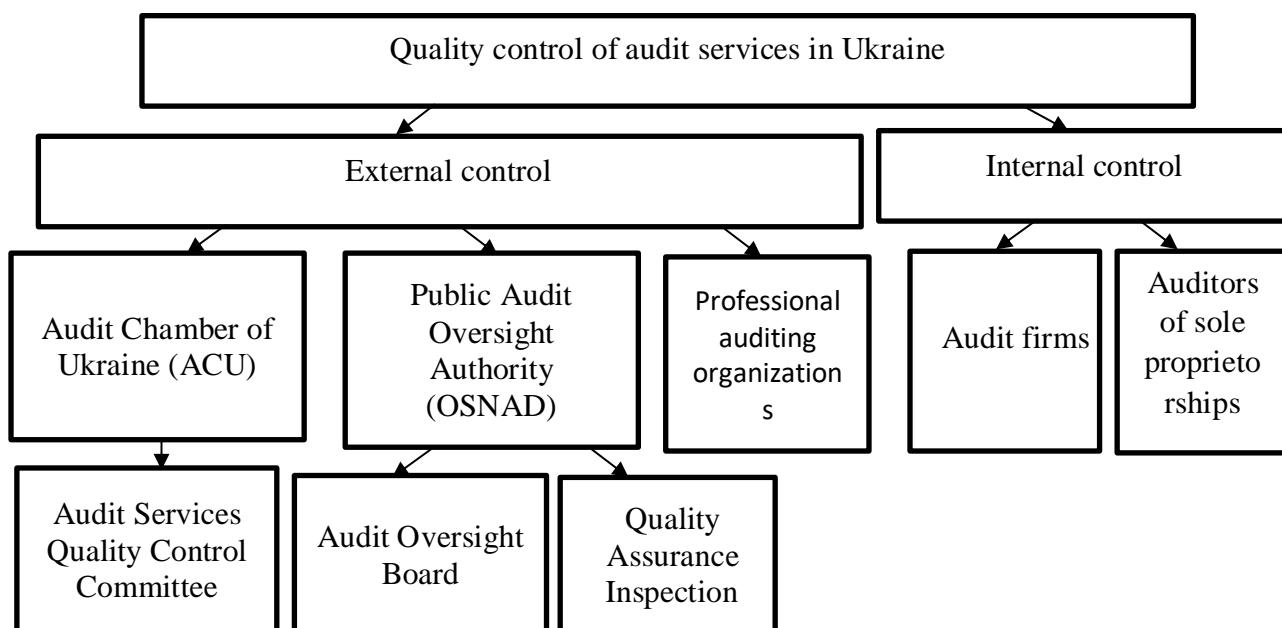 Quality control of audit services in Ukraine
External control
Internal control
Audit Chamber of
Ukraine (ACU)
Public Audit
Oversight
Authority
(OSNAD)
Professional
auditing
organization
s
Audit firms
Auditors
of sole
proprieto
rships
Audit Services
Quality Control
Committee
Audit Oversight
Board
Quality
Assurance
Inspection